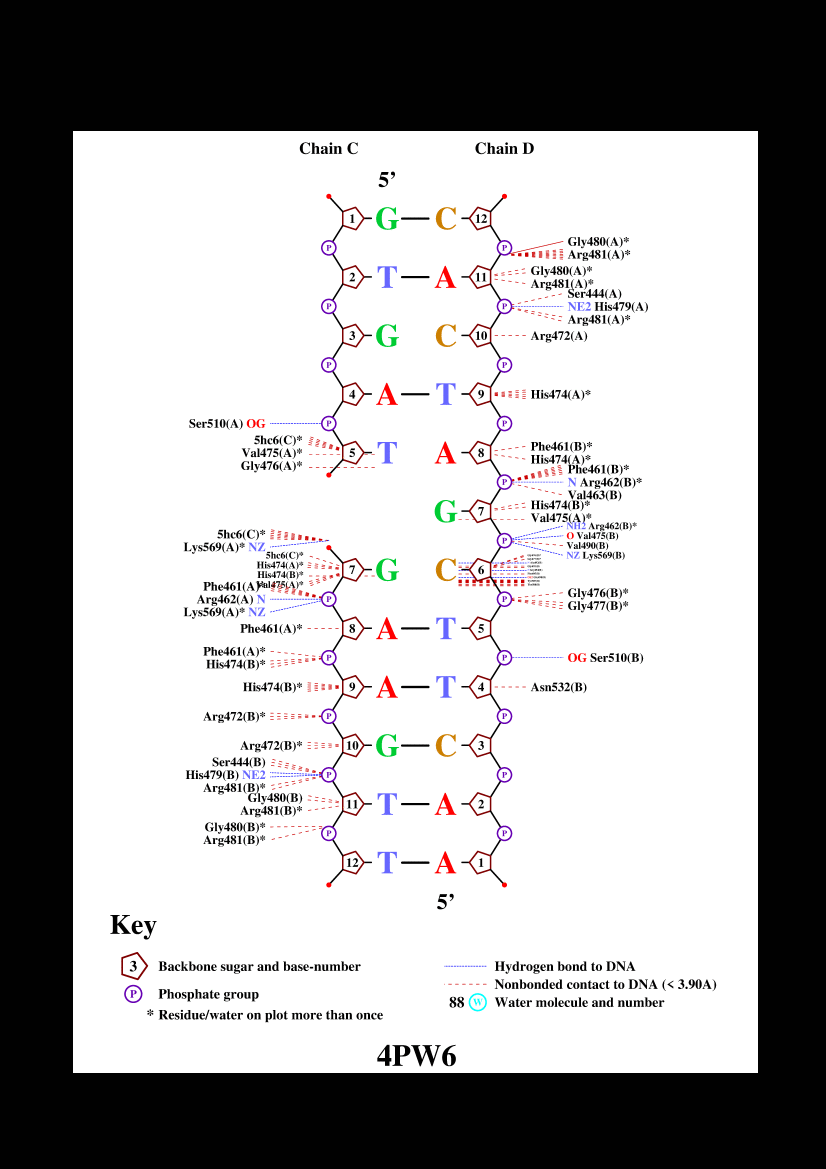 Chain C Chain D
5’
1 G C 12
P P
Gly480(A)*
Arg481(A)*
2 T A 11
Gly480(A)*
Arg481(A)*
P P
Ser444(A)
NE2 His479(A)
Arg481(A)*
3 G C 10 Arg472(A)
P P
4 A T 9 His474(A)*
Ser510(A) OG P P
5hc6(C)*
Val475(A)*
Gly476(A)*
5 T A 8
Phe461(B)*
His474(A)*
P
Phe461(B)*
N Arg462(B)*
Val463(B)
G 7
His474(B)*
Val475(A)*
5hc6(C)*
Lys569(A)* NZ
P
NH2 Arg462(B)*
O Val475(B)
Val490(B)
NZ Lys569(B)
5hc6(C)*
His474(A)*
His474(B)*
Val475(A)*
7 G C 6
Phe461(A)*
Arg462(A) N
Lys569(A)* NZ
P P
Gly476(B)*
Gly477(B)*
Phe461(A)* 8 A T 5
Phe461(A)*
His474(B)*
P P OG Ser510(B)
His474(B)* 9 A T 4 Asn532(B)
Arg472(B)* P P
Arg472(B)* 10 G C 3
Ser444(B)
His479(B) NE2
Arg481(B)*
P P
Gly480(B)
Arg481(B)*
11 T A 2
Gly480(B)*
Arg481(B)*
P P
12 T A 1
5’
Key
3 Backbone sugar and base-number
P Phosphate group
* Residue/water on plot more than once
Hydrogen bond to DNA
Nonbonded contact to DNA (< 3.90A)
88 W Water molecule and number
4PW6